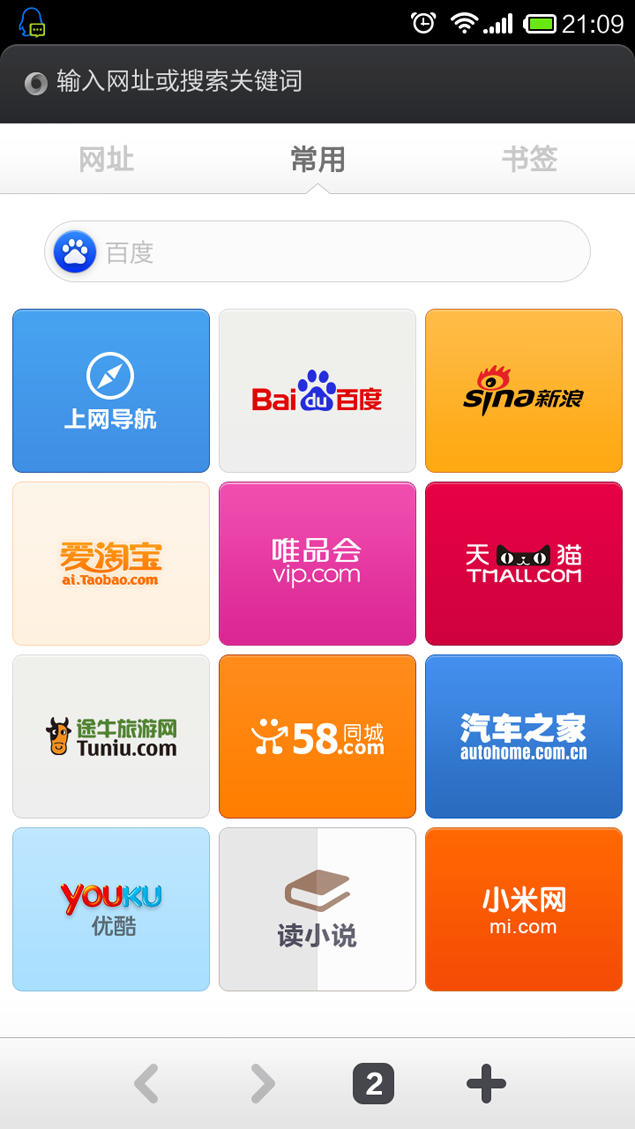 21:09
输入网址或搜索关键词
网址
常用
书签
百度
上网导航
Bai du 百度
sina新浪
爱淘宝
ai.Taobao.com
唯品会
vip.com
天猫
TMALL.COM
途牛旅游网
Tuniu.com
58同城
.com
汽车之家
autohome.com.cn
YOUKU
优酷
读小说
小米网
mi.com
2